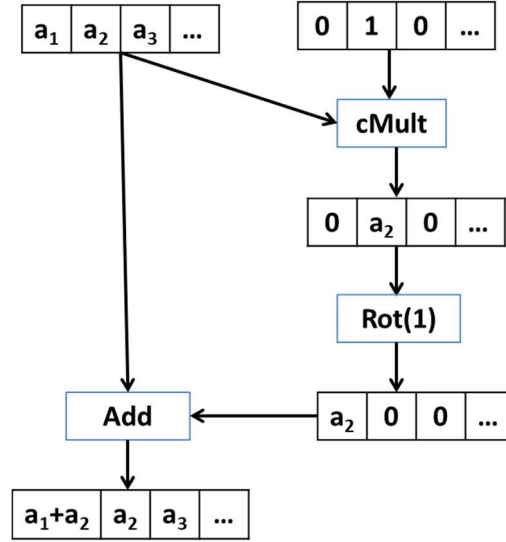 a₁ a₂ a₃ ... 0 1 0 ...
cMult
0 a₂ 0 ...
Rot(1)
Add a₂ 0 0 ...
a₁+a₂ a₂ a₃ ...